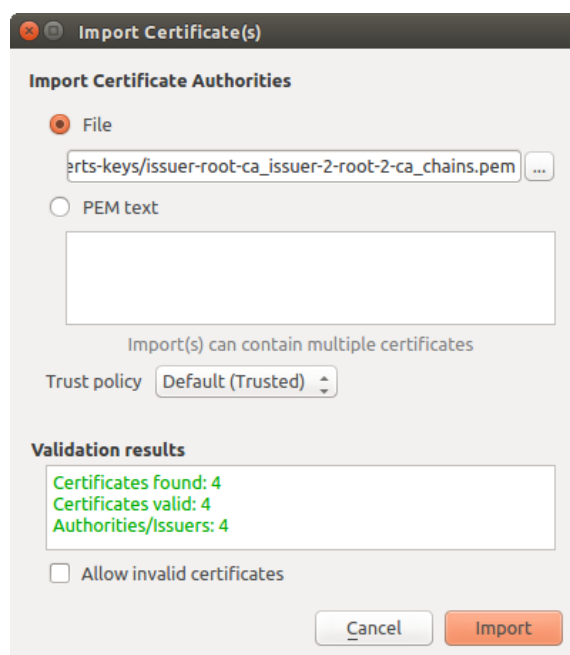 Import Certificate(s)
Import Certificate Authorities
File
erts-keys/issuer-root-ca_issuer-2-root-2-ca_chains.pem ...
PEM text
Import(s) can contain multiple certificates
Trust policy Default (Trusted)
Validation results
Certificates found: 4
Certificates valid: 4
Authorities/Issuers: 4
Allow invalid certificates
Cancel Import